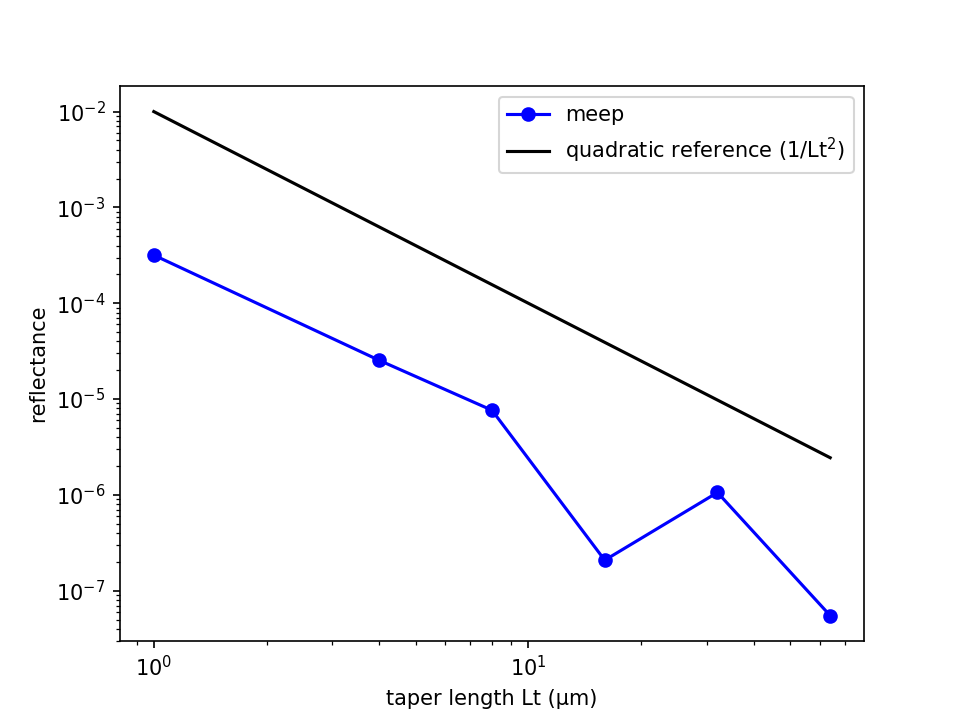 meep
quadratic reference (1/Lt²)
10⁻²
10⁻³
10⁻⁴
10⁻⁵
10⁻⁶
10⁻⁷
reflectance
10⁰
10¹
taper length Lt (μm)